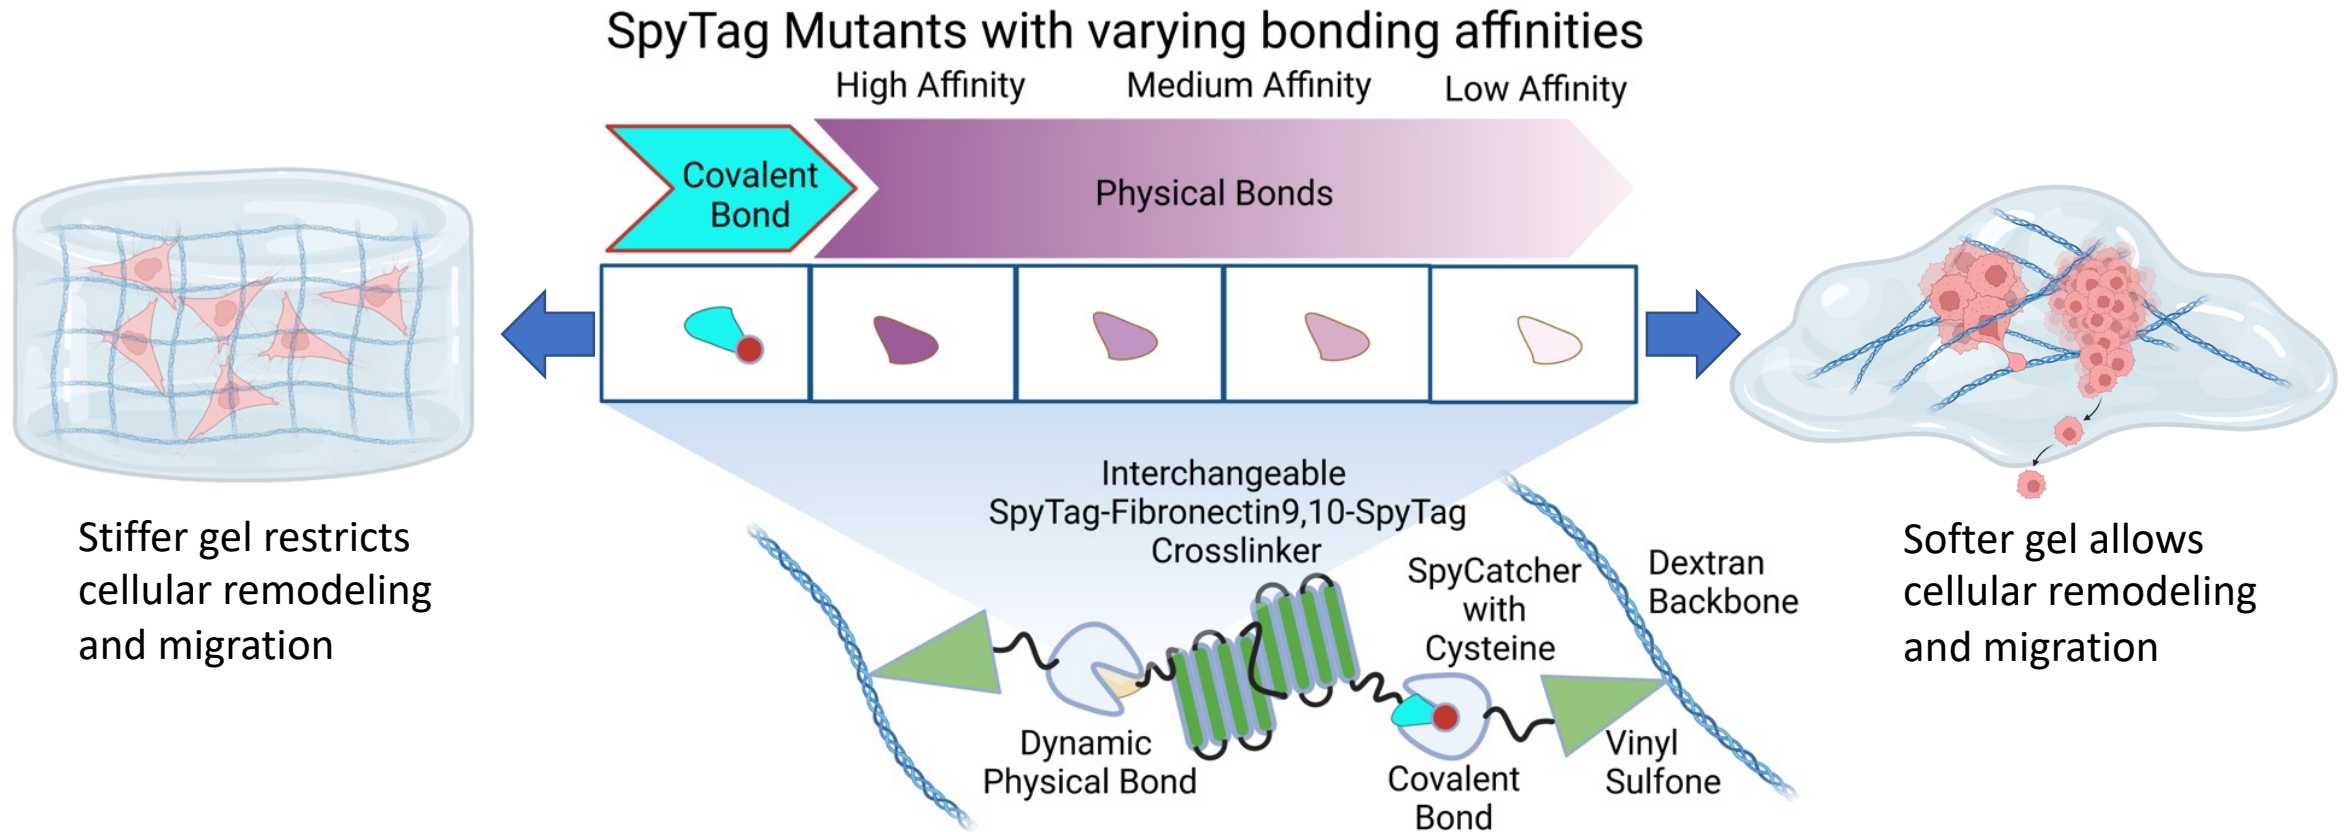 SpyTag Mutants with varying bonding affinities
High Affinity
Medium Affinity
Low Affinity
Covalent
Bond
Physical Bonds
Stiffer gel restricts
cellular remodeling
and migration
Interchangeable
SpyTag-Fibronectin9,10-SpyTag
Crosslinker
SpyCatcher
with
Cysteine
Dextran
Backbone
Dynamic
Physical Bond
Covalent
Bond
Vinyl
Sulfone
Softer gel allows
cellular remodeling
and migration